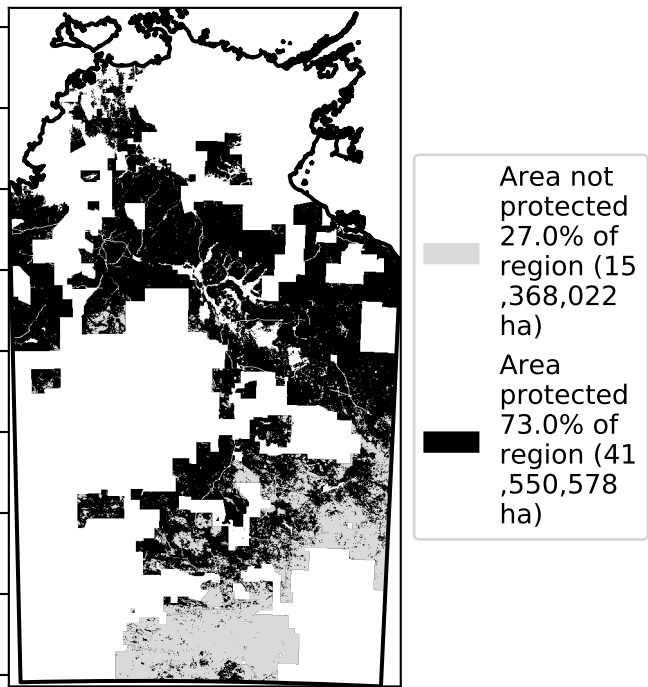 Area not
protected
27.0% of
region (15
,368,022
ha)
Area
protected
73.0% of
region (41
,550,578
ha)